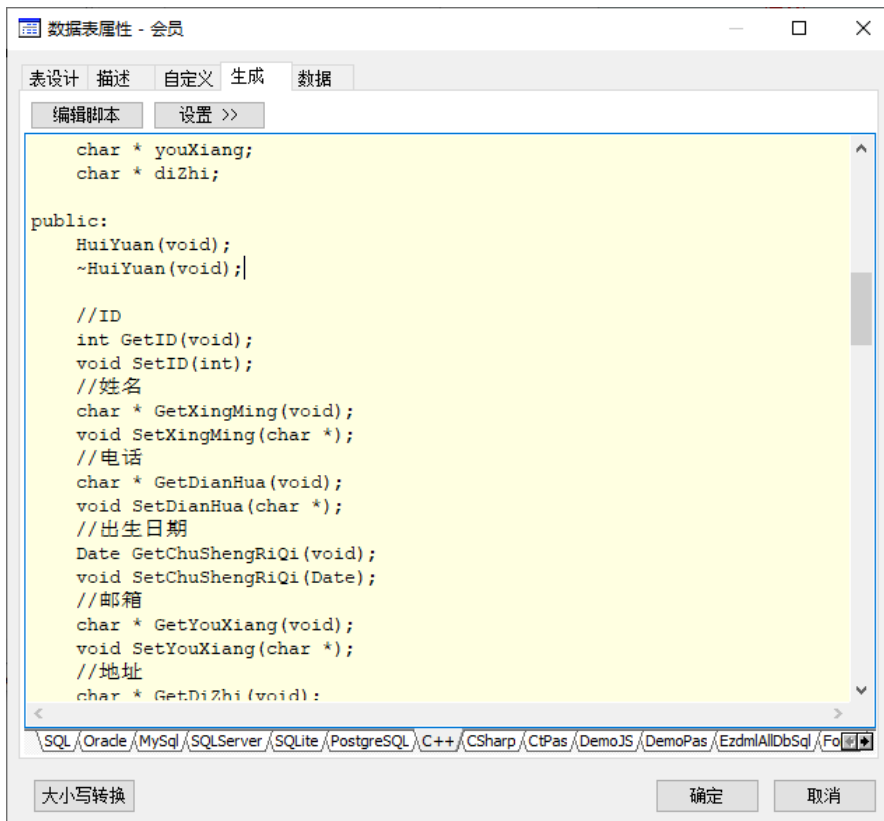 数据表属性 - 会员
表设计 描述 自定义 生成 数据
编辑脚本 设置 >>
char * youXiang;
char * diZhi;
public:
HuiYuan(void);
~HuiYuan(void);
//ID
int GetID(void);
void SetID(int);
//姓名
char * GetXingMing(void);
void SetXingMing(char *);
//电话
char * GetDianHua(void);
void SetDianHua(char *);
//出生日期
Date GetChuShengRiQi(void);
void SetChuShengRiQi(Date);
//邮箱
char * GetYouXiang(void);
void SetYouXiang(char *);
//地址
char * GetDiZhi(void);
SQL Oracle MySql SQLServer SQLite PostgreSQL C++ CSharp CtPas DemoJS DemoPas EzdmlAllDbSql Fo
大小写转换 确定 取消